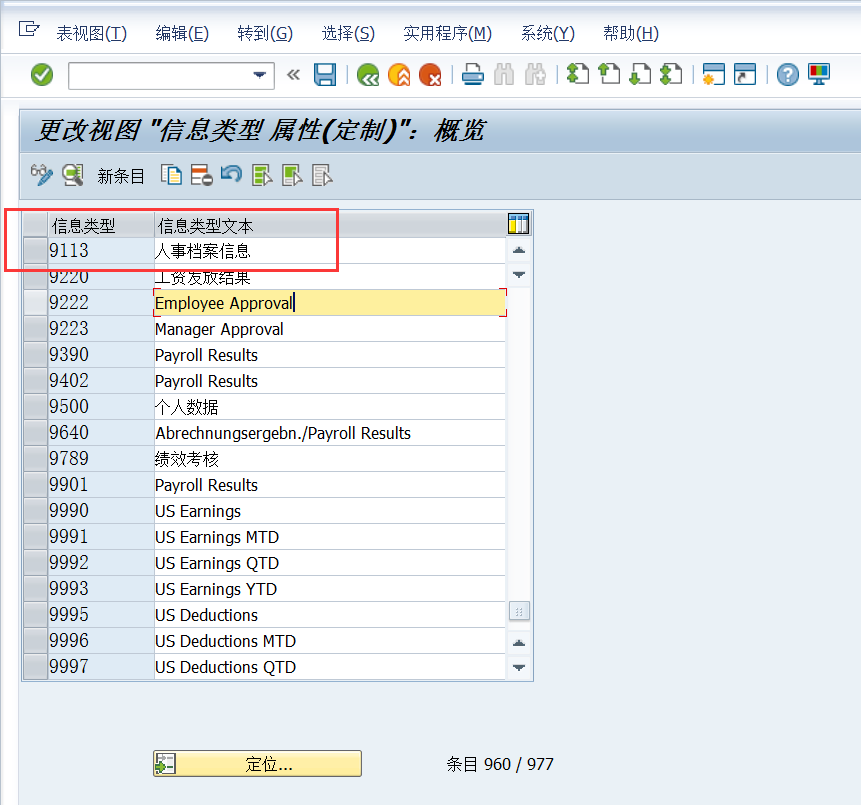 表视图(T) 编辑(E) 转到(G) 选择(S) 实用程序(M) 系统(Y) 帮助(H)
更改视图 "信息类型 属性(定制)": 概览
新条目
信息类型 信息类型文本
9113 人事档案信息
9220 工资发放结果
9222 Employee Approval
9223 Manager Approval
9390 Payroll Results
9402 Payroll Results
9500 个人数据
9640 Abrechnungsergebn./Payroll Results
9789 绩效考核
9901 Payroll Results
9990 US Earnings
9991 US Earnings MTD
9992 US Earnings QTD
9993 US Earnings YTD
9995 US Deductions
9996 US Deductions MTD
9997 US Deductions QTD
定位... 条目 960 / 977